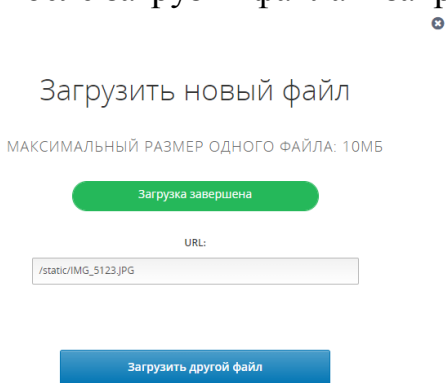 Загрузить новый файл
МАКСИМАЛЬНЫЙ РАЗМЕР ОДНОГО ФАЙЛА: 10МБ
Загрузка завершена
URL:
/static/IMG_5123.JPG
Загрузить другой файл